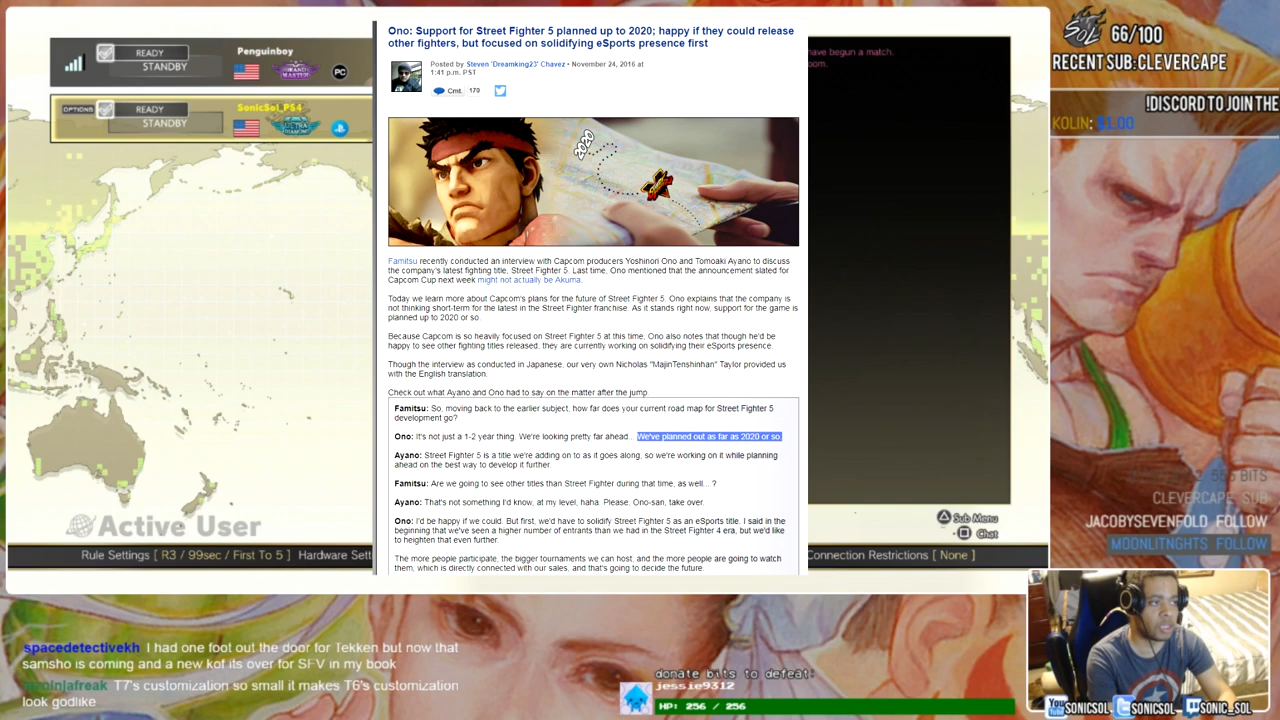 Ono: Support for Street Fighter 5 planned up to 2020; happy if they could release
other fighters, but focused on solidifying eSports presence first
Posted by Steven 'Dreamking23' Chavez • November 24, 2016 at
1:41 p.m. PST
Cmt. 170
2020
Famitsu recently conducted an interview with Capcom producers Yoshinori Ono and Tomoaki Ayano to discuss
the company's latest fighting title, Street Fighter 5. Last time, Ono mentioned that the announcement slated for
Capcom Cup next week might not actually be Akuma.
Today we learn more about Capcom's plans for the future of Street Fighter 5. Ono explains that the company is
not thinking short-term for the latest in the Street Fighter franchise. As it stands right now, support for the game is
planned up to 2020 or so.
Because Capcom is so heavily focused on Street Fighter 5 at this time, Ono also notes that though he'd be
happy to see other fighting titles released, they are currently working on solidifying their eSports presence.
Though the interview as conducted in Japanese, our very own Nicholas "MajinTenshinhan" Taylor provided us
with the English translation.
Check out what Ayano and Ono had to say on the matter after the jump.
Famitsu: So, moving back to the earlier subject, how far does your current road map for Street Fighter 5
development go?
Ono: It's not just a 1-2 year thing. We're looking pretty far ahead... We've planned out as far as 2020 or so.
Ayano: Street Fighter 5 is a title we're adding on to as it goes along, so we're working on it while planning
ahead on the best way to develop it further.
Famitsu: Are we going to see other titles than Street Fighter during that time, as well... ?
Ayano: That's not something I'd know, at my level, haha. Please, Ono-san, take over.
Ono: I'd be happy if we could. But first, we'd have to solidify Street Fighter 5 as an eSports title. I said in the
beginning that we've seen a higher number of entrants than we had in the Street Fighter 4 era, but we'd like
to heighten that even further.
The more people participate, the bigger tournaments we can host, and the more people are going to watch
them, which is directly connected with our sales, and that's going to decide the future.
READY
STANDBY
Penguinboy
GRAND MASTER
PC
OPTIONS
READY
STANDBY
SonicSol_PS4
ULTRA DIAMOND
Active User
Rule Settings [ R3 / 99sec / First To 5 ] Hardware Sett
have begun a match.
oom.
Sub Menu
Chat
Connection Restrictions [ None ]
SOL
66/100
RECENT SUB: CLEVERCAPE
!DISCORD TO JOIN THE
KOLIN: $1.00
BITS
CLEVERCAPE SUB
JACOBYSEVENFOLD FOLLOW
MOONLITNGHTS FOLLOW
spacedetectivekh I had one foot out the door for Tekken but now that
samsho is coming and a new kof its over for SFV in my book
T7's customization so small it makes T6's customization
look godlike
donate bits to defeat:
jessie9312
HP: 256 / 256
You
SONICSOL
SONICSOL
SONIC_SOL